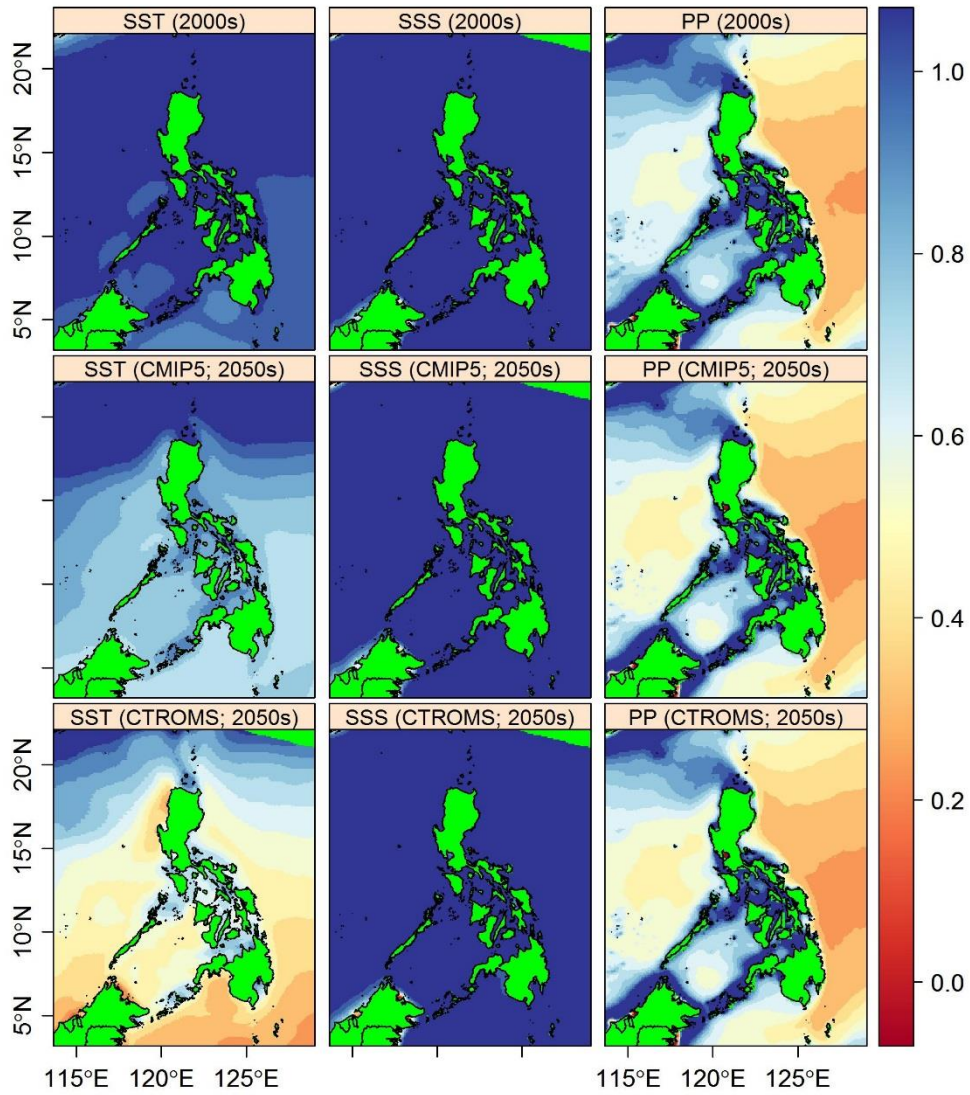 SST (2000s)
SSS (2000s)
PP (2000s)
20°N
15°N
10°N
5°N
SST (CMIP5; 2050s)
SSS (CMIP5; 2050s)
PP (CMIP5; 2050s)
SST (CTROMS; 2050s)
SSS (CTROMS; 2050s)
PP (CTROMS; 2050s)
20°N
15°N
10°N
5°N
115°E 120°E 125°E
115°E 120°E 125°E
1.0
0.8
0.6
0.4
0.2
0.0